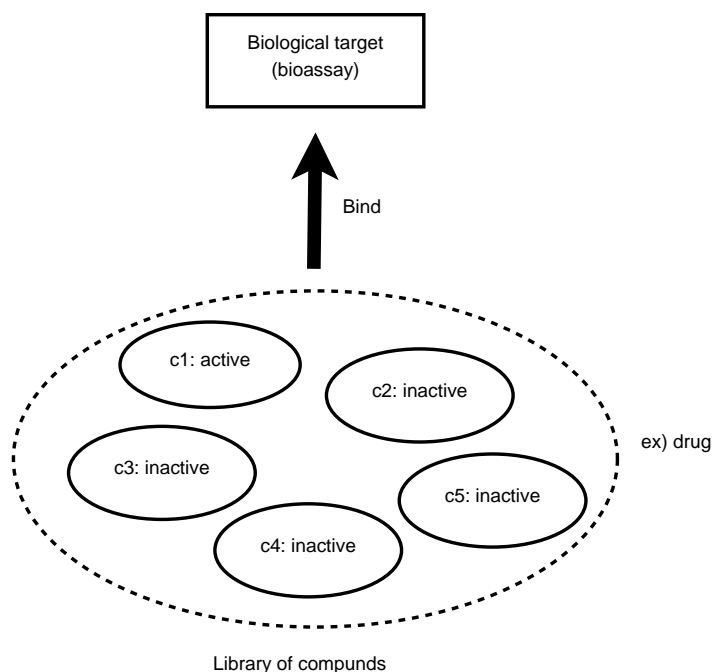 Biological target
(bioassay)
Bind
c1: active
c2: inactive
c3: inactive
ex) drug
c5: inactive
c4: inactive
Library of compunds